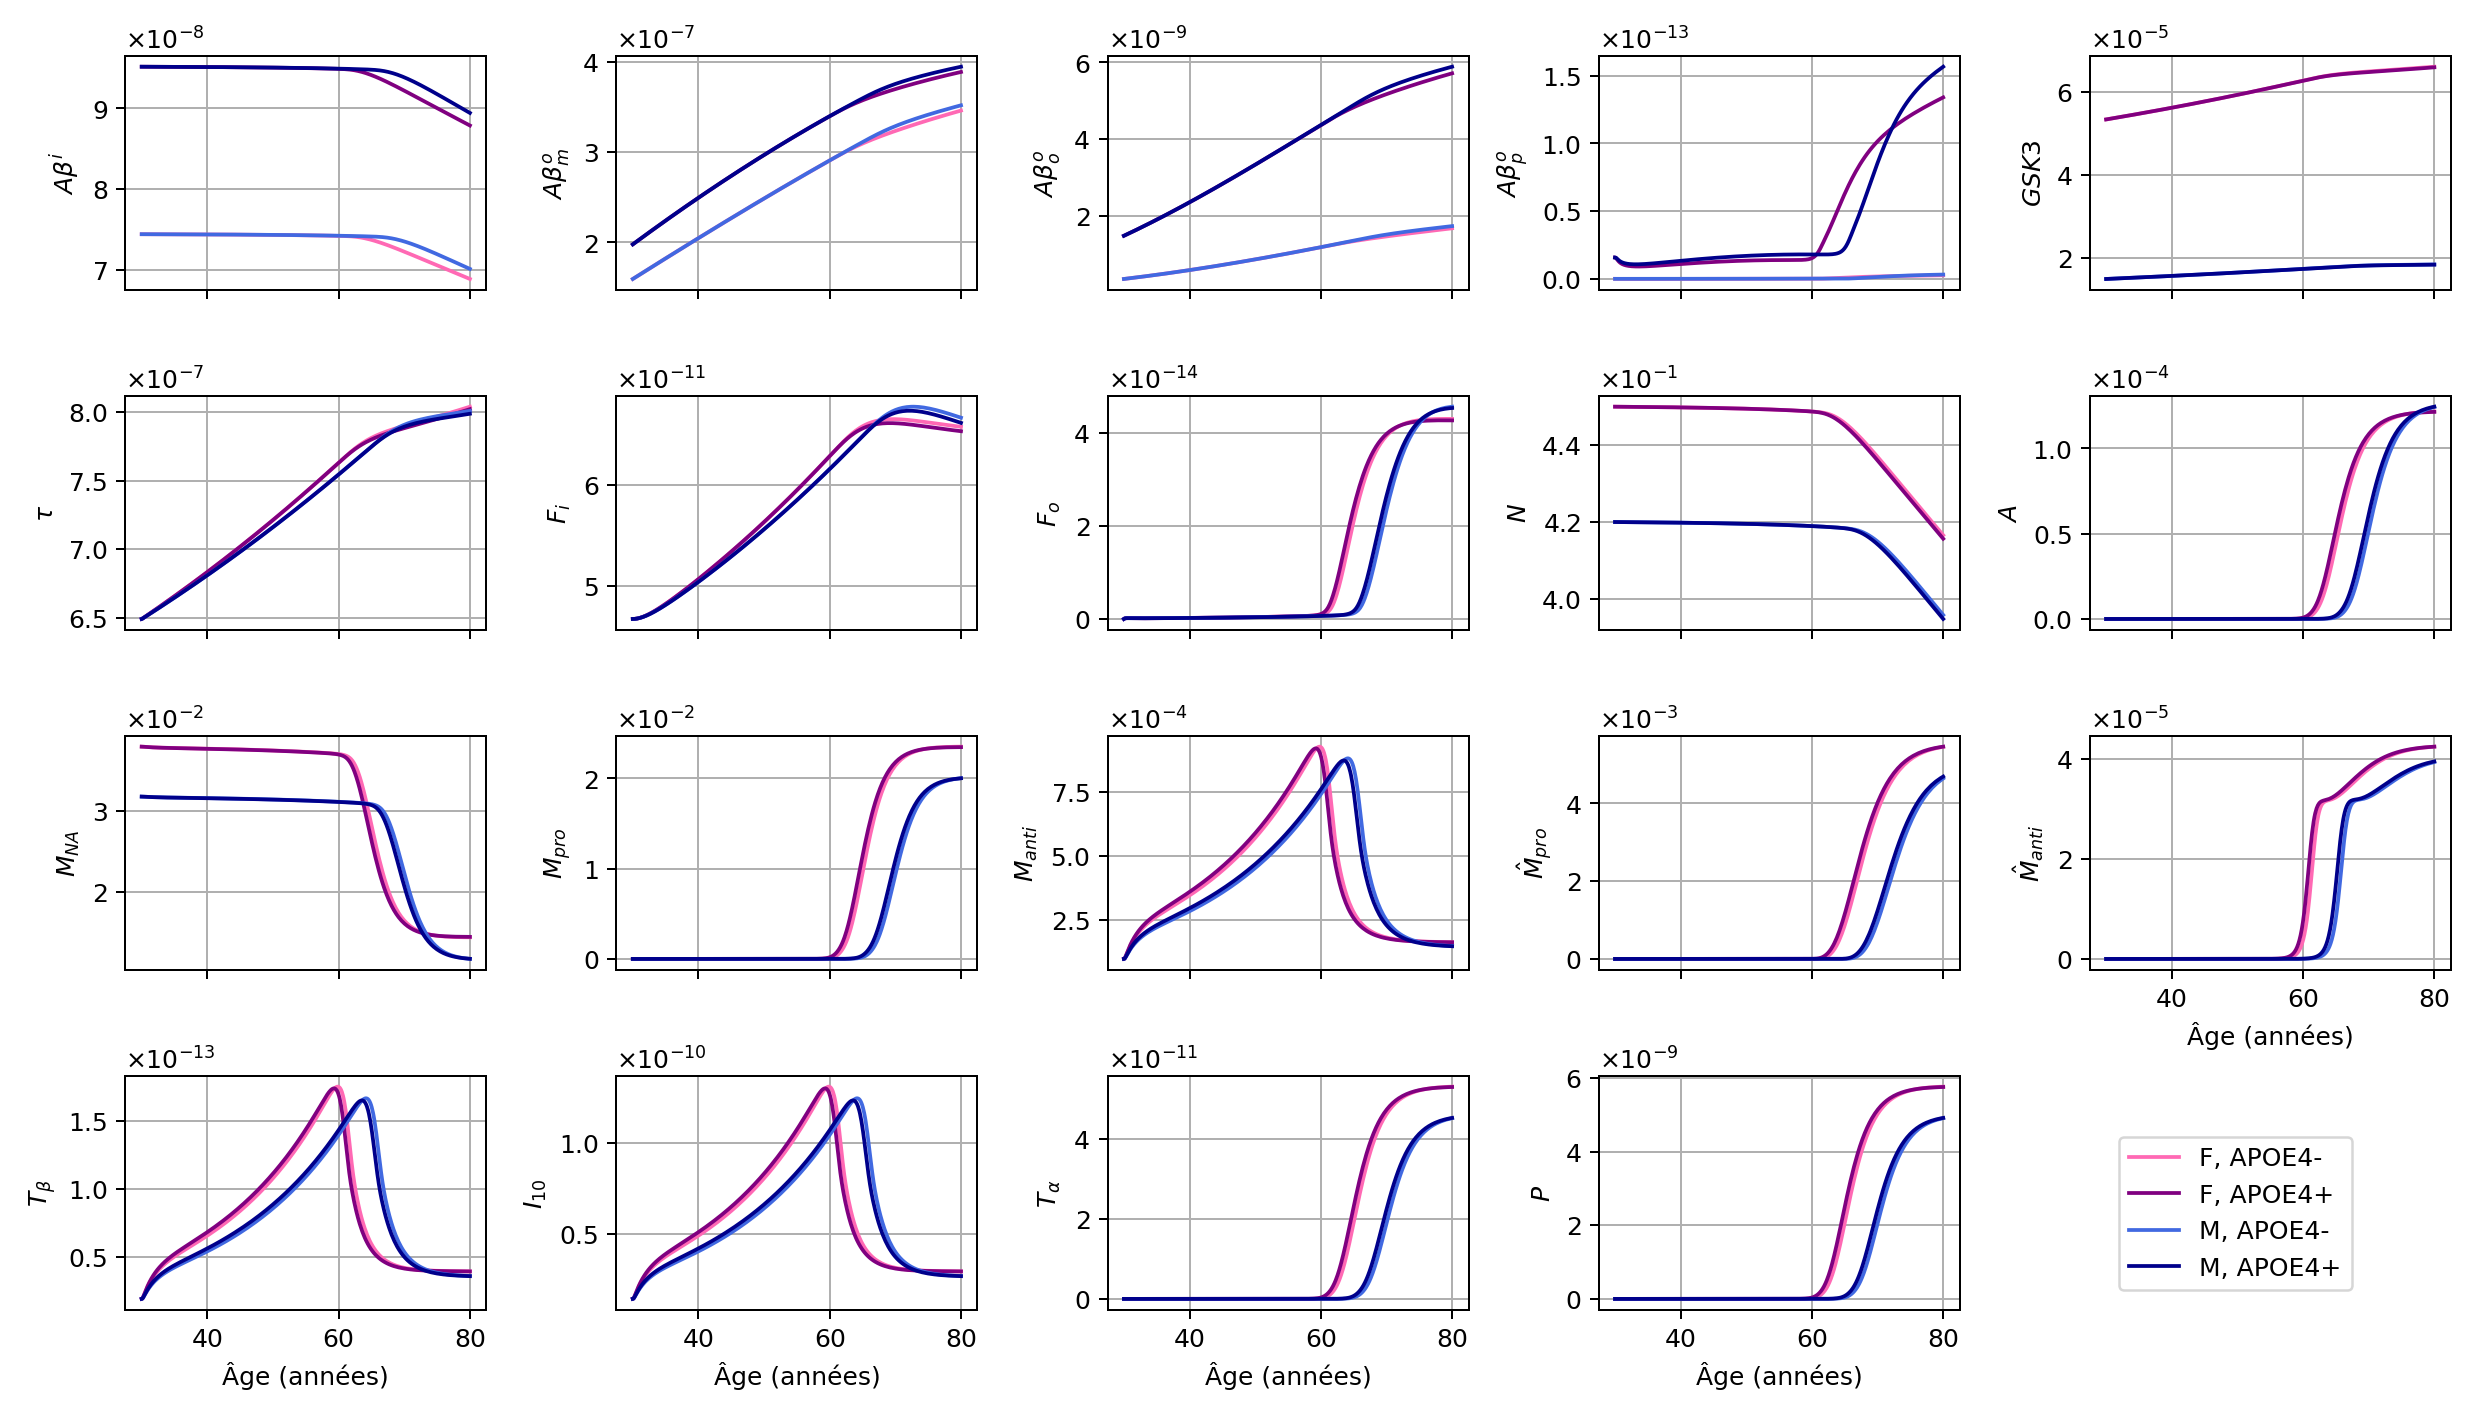 ×10⁻⁸ ×10⁻⁷ ×10⁻⁹ ×10⁻¹³ ×10⁻⁵
Aβⁱ 9 8 7
Aβₘᵒ 4 3 2
Aβₒᵒ 6 4 2
Aβₚᵒ 1.5 1.0 0.5 0.0
GSK3 6 4 2
×10⁻⁷ ×10⁻¹¹ ×10⁻¹⁴ ×10⁻¹ ×10⁻⁴
τ 8.0 7.5 7.0 6.5
Fᵢ 6 5
Fₒ 4 2 0
N 4.4 4.2 4.0
A 1.0 0.5 0.0
×10⁻² ×10⁻² ×10⁻⁴ ×10⁻³ ×10⁻⁵
M_NA 3 2
M_pro 2 1 0
M_anti 7.5 5.0 2.5
M̂_pro 4 2 0
M̂_anti 4 2 0
40 60 80
Âge (années)
×10⁻¹³ ×10⁻¹⁰ ×10⁻¹¹ ×10⁻⁹
T_β 1.5 1.0 0.5
I₁₀ 1.0 0.5
T_α 4 2 0
P 6 4 2 0
40 60 80 40 60 80 40 60 80 40 60 80
Âge (années) Âge (années) Âge (années) Âge (années)
F, APOE4-
F, APOE4+
M, APOE4-
M, APOE4+